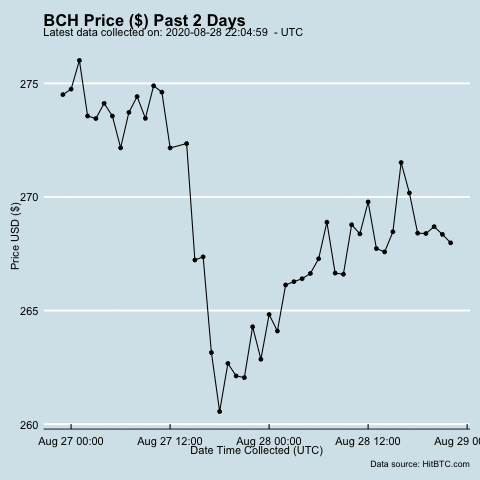 BCH Price ($) Past 2 Days
Latest data collected on: 2020-08-28 22:04:59 - UTC
275
270
265
260
Price USD ($)
Aug 27 00:00 Aug 27 12:00 Aug 28 00:00 Aug 28 12:00 Aug 29 0
Date Time Collected (UTC)
Data source: HitBTC.com